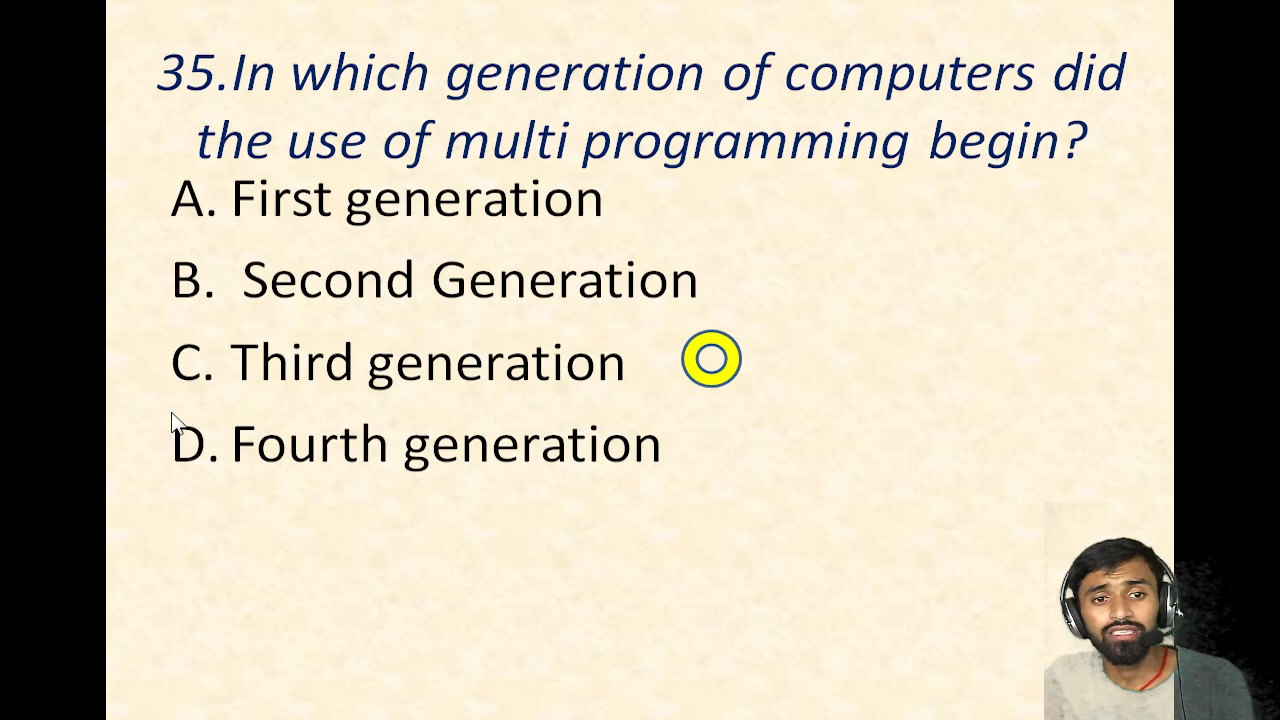 35.In which generation of computers did
the use of multi programming begin?
A. First generation
B. Second Generation
C. Third generation
D. Fourth generation